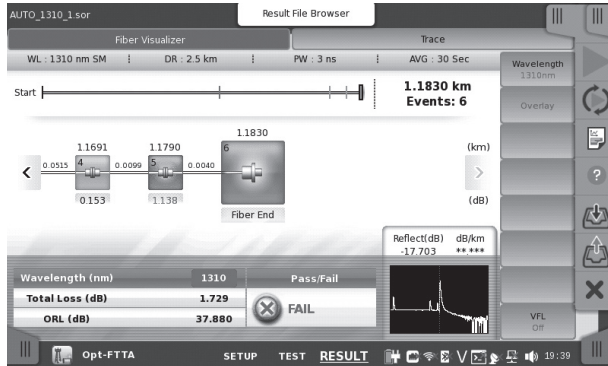 AUTO_1310_1.sor
Result File Browser
Fiber Visualizer
Trace
WL : 1310 nm SM
DR : 2.5 km
PW : 3 ns
AVG : 30 Sec
Wavelength
1310nm
Start
1.1830 km
Events: 6
Overlay
1.1691
1.1790
1.1830
(km)
0.0515
4
0.0099
5
0.0040
6
0.153
1.138
Fiber End
(dB)
Reflect(dB)
dB/km
-17.703
**.***
Wavelength (nm)
1310
Pass/Fail
Total Loss (dB)
1.729
FAIL
ORL (dB)
37.880
VFL
Off
Opt-FTTA
SETUP
TEST
RESULT
19:39